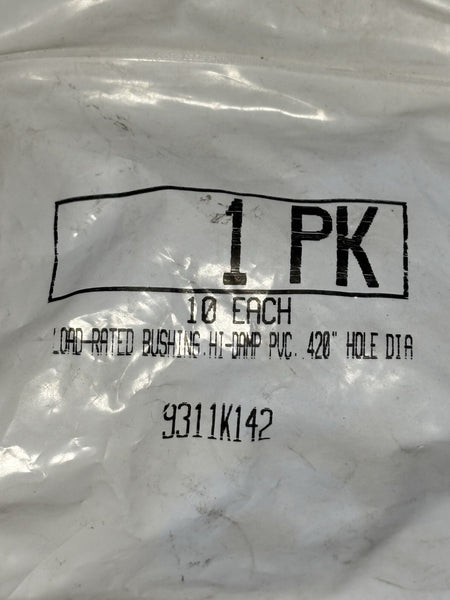 1 PK
10 EACH
LOAD-RATED BUSHING.HI-DAMP PVC. .420" HOLE DIA
9311K142